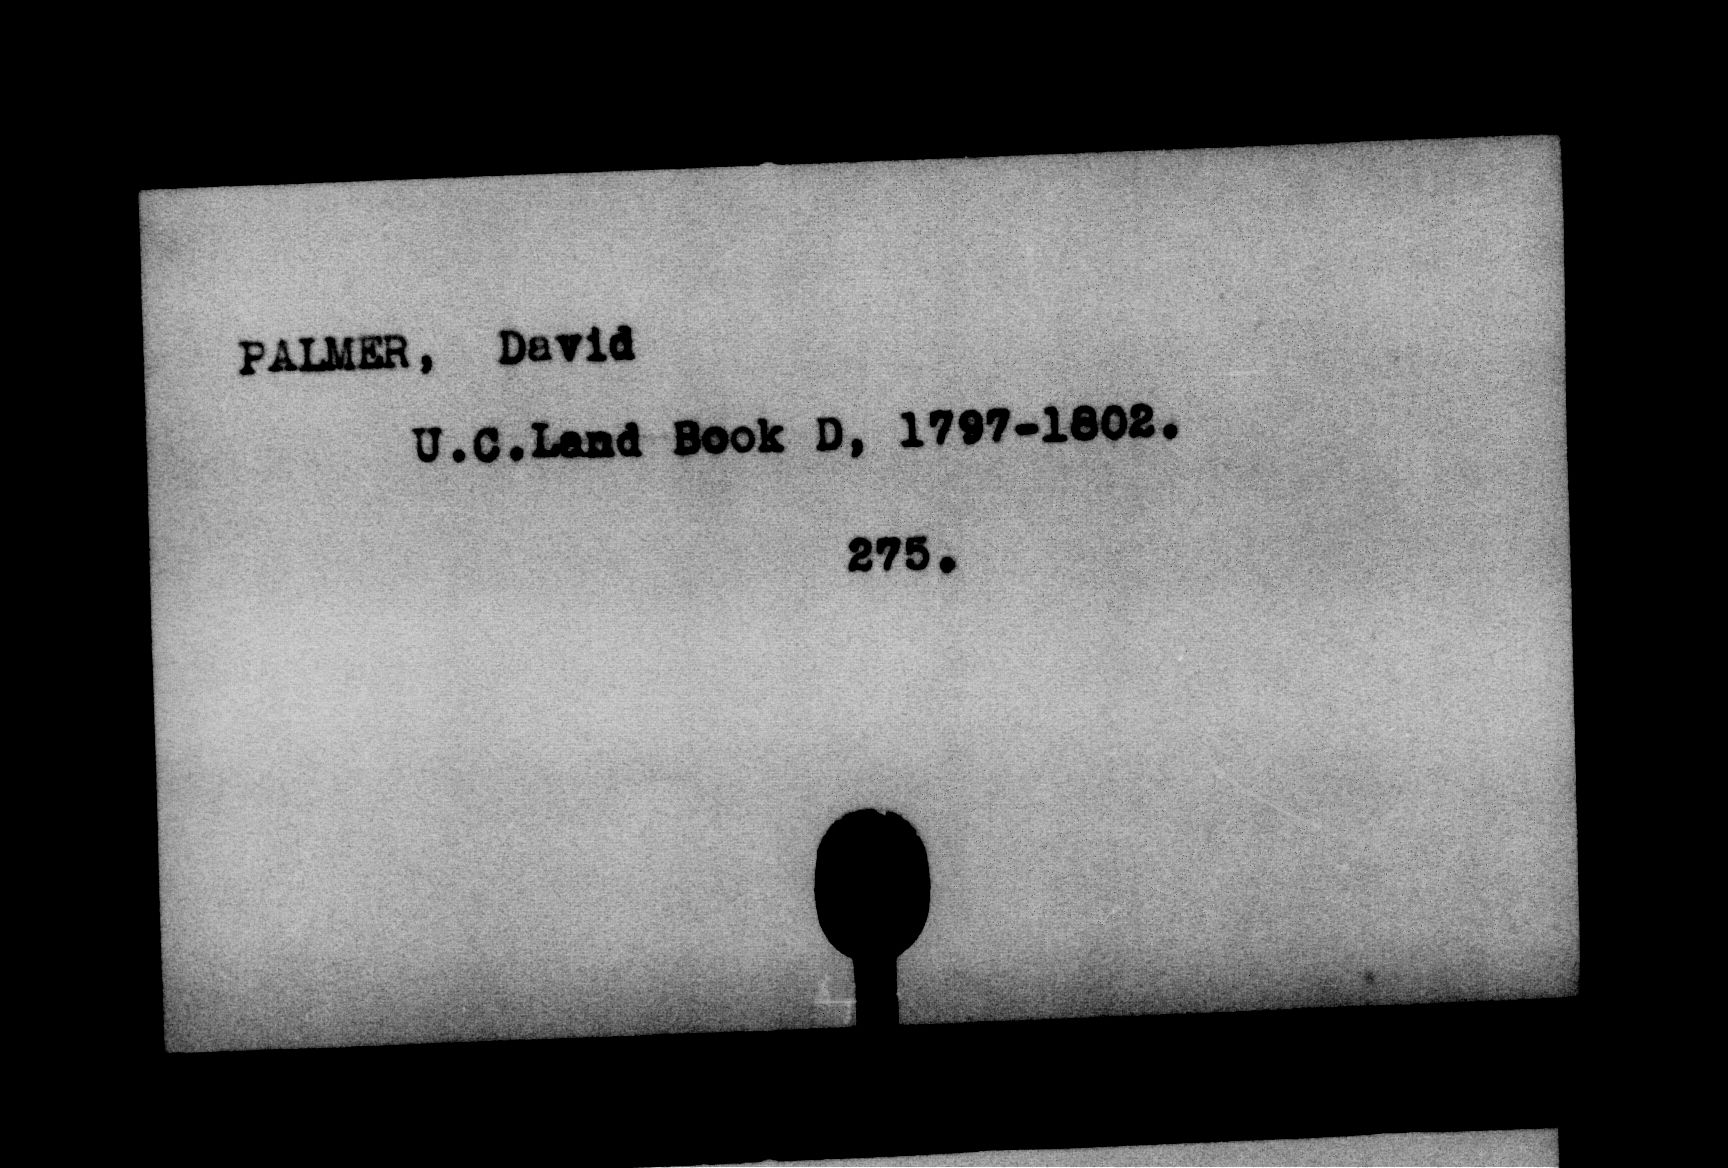 PALMER, David
U.C.Land Book D, 1797-1802.
275.